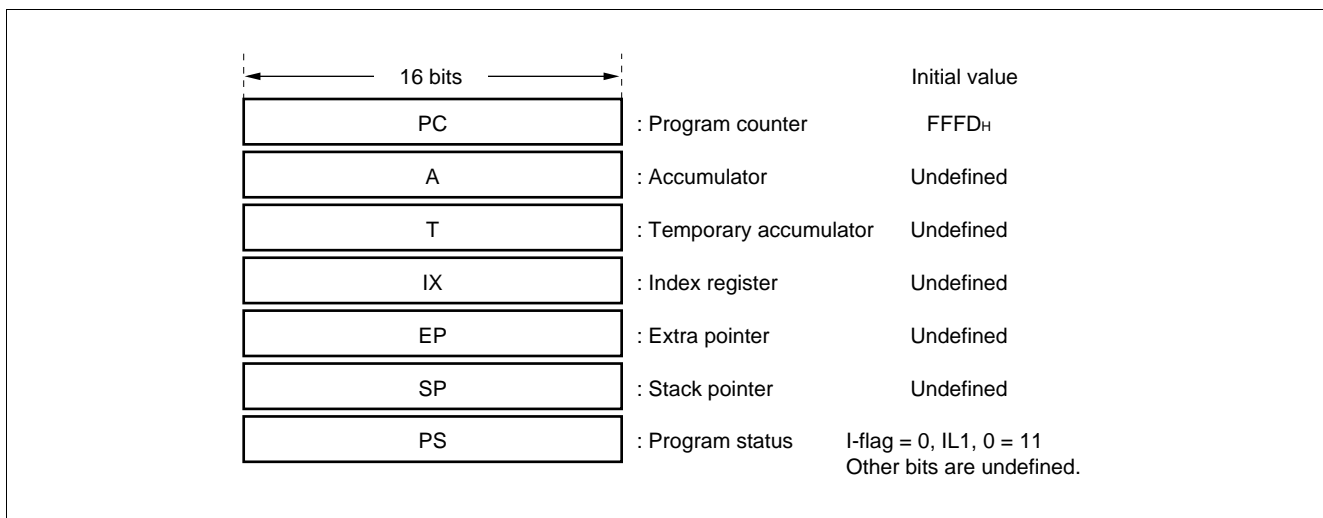 16 bits Initial value
PC : Program counter FFFDH
A : Accumulator Undefined
T : Temporary accumulator Undefined
IX : Index register Undefined
EP : Extra pointer Undefined
SP : Stack pointer Undefined
PS : Program status I-flag = 0, IL1, 0 = 11
Other bits are undefined.